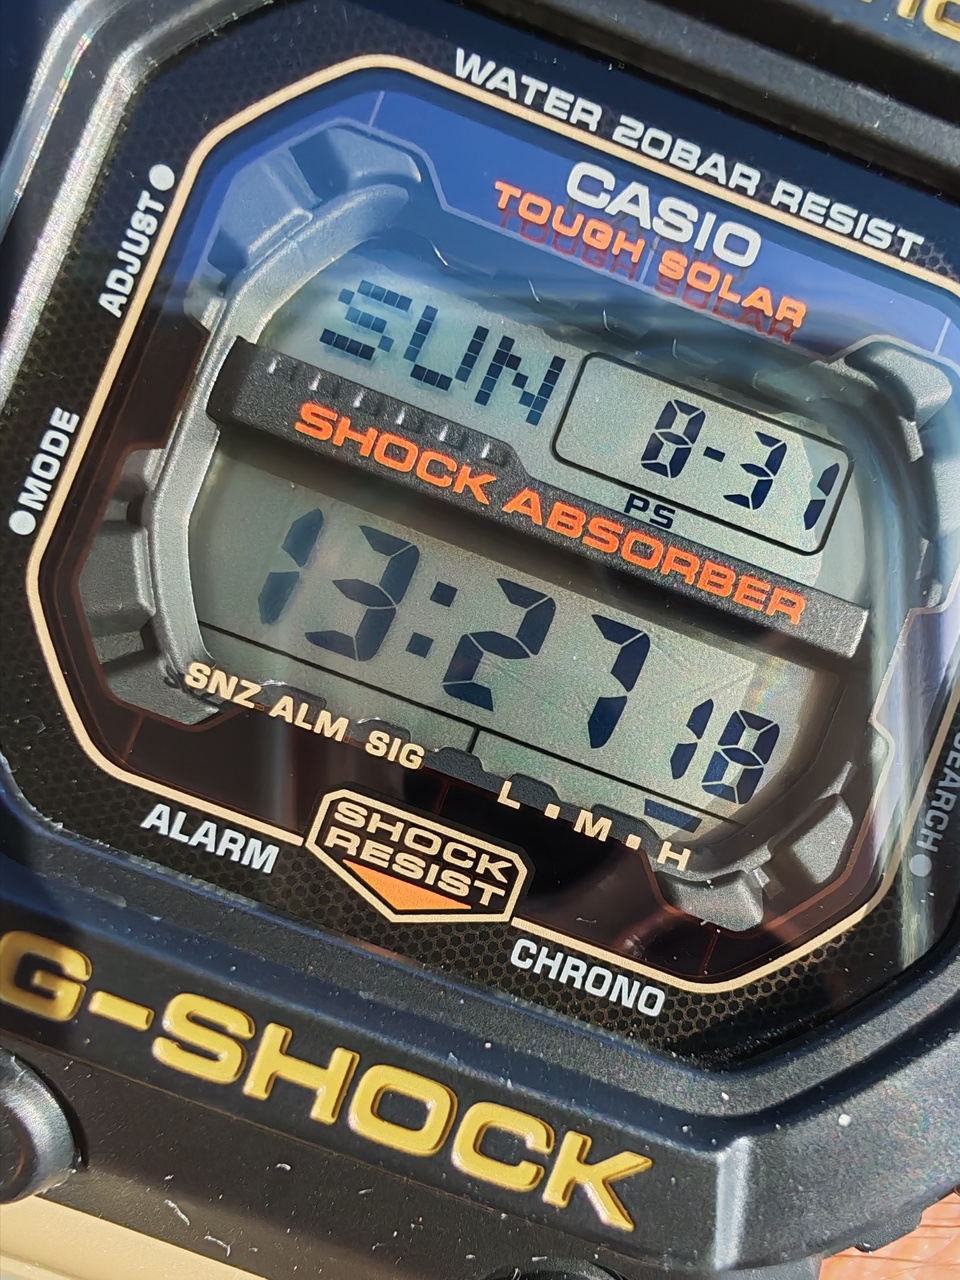 WATER 20BAR RESIST
CASIO
TOUGH SOLAR
ADJUST
SUN 8-31
MODE
SHOCK ABSORBER
PS
13:27 18
SNZ ALM SIG
L M H
ALARM
SHOCK
RESIST
CHRONO
G-SHOCK